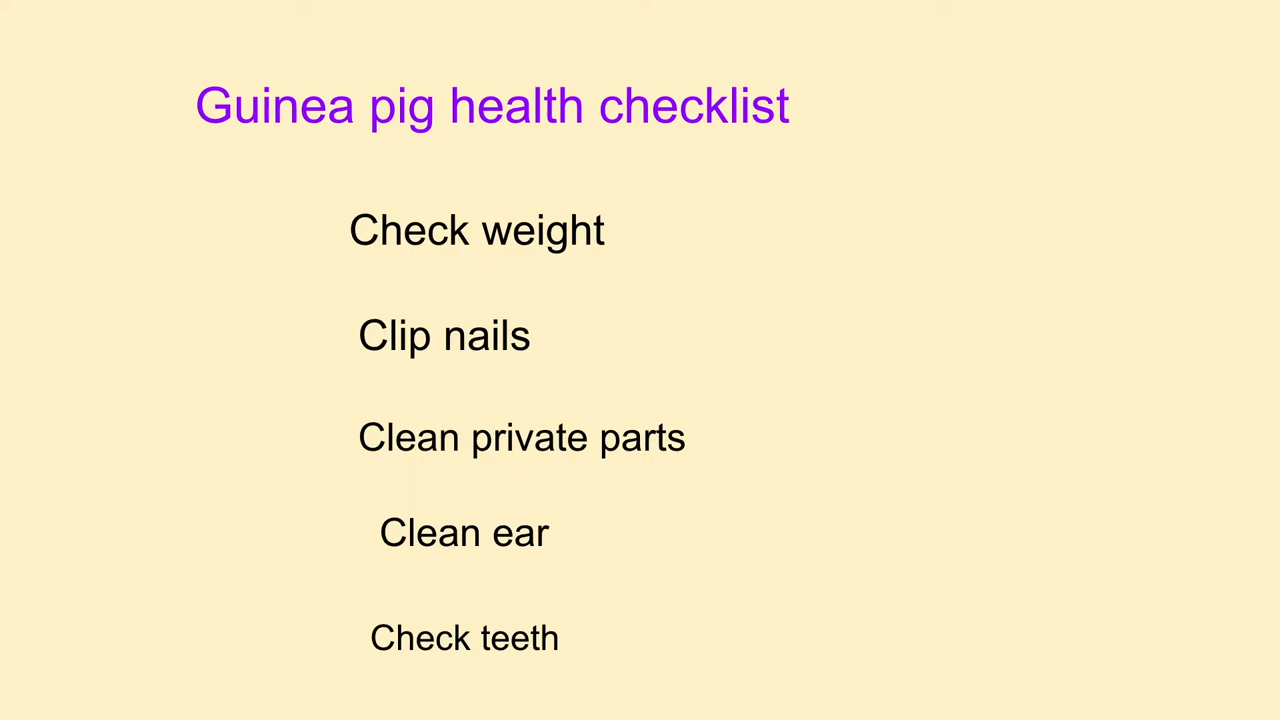 Guinea pig health checklist
Check weight
Clip nails
Clean private parts
Clean ear
Check teeth